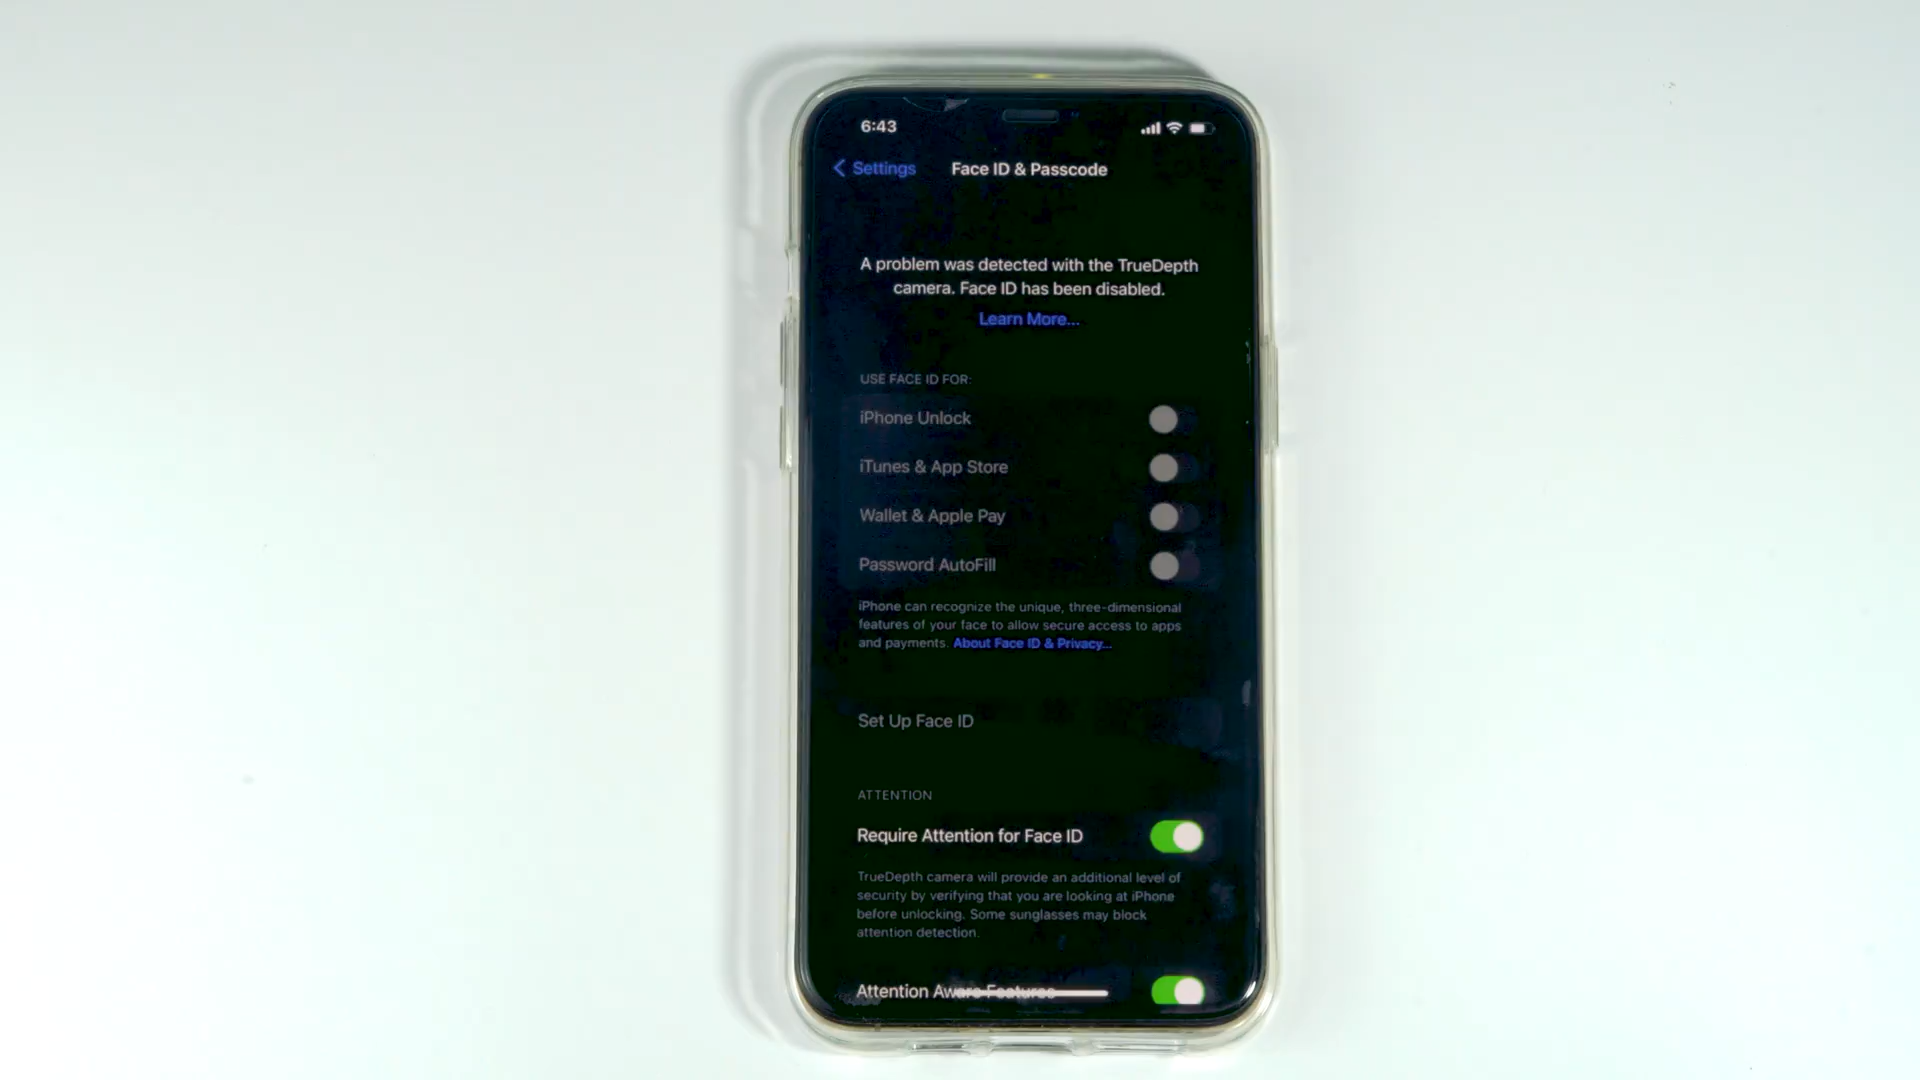 6:43
Settings
Face ID & Passcode
A problem was detected with the TrueDepth
camera. Face ID has been disabled.
Learn More...
USE FACE ID FOR:
iPhone Unlock
iTunes & App Store
Wallet & Apple Pay
Password AutoFill
iPhone can recognize the unique, three-dimensional
features of your face to allow secure access to apps
and payments. About Face ID & Privacy...
Set Up Face ID
ATTENTION
Require Attention for Face ID
TrueDepth camera will provide an additional level of
security by verifying that you are looking at iPhone
before unlocking. Some sunglasses may block
attention detection.
Attention Aware Features